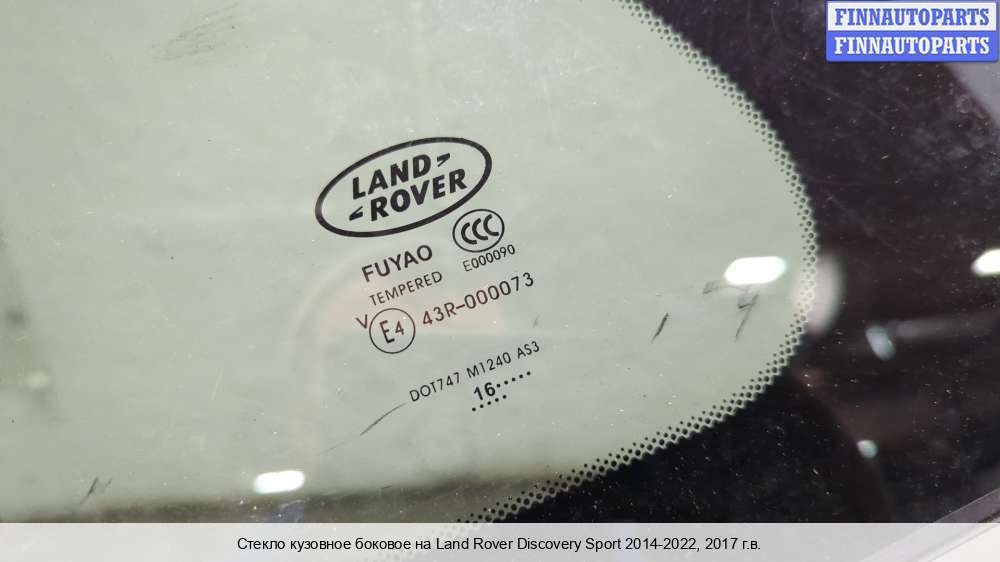 FINNAUTOPARTS
FINNAUTOPARTS
LAND
ROVER
FUYAO
CCC
TEMPERED
E000090
V
E4
43R-000073
DOT747 M1240 AS3
16
Стекло кузовное боковое на Land Rover Discovery Sport 2014-2022, 2017 г.в.